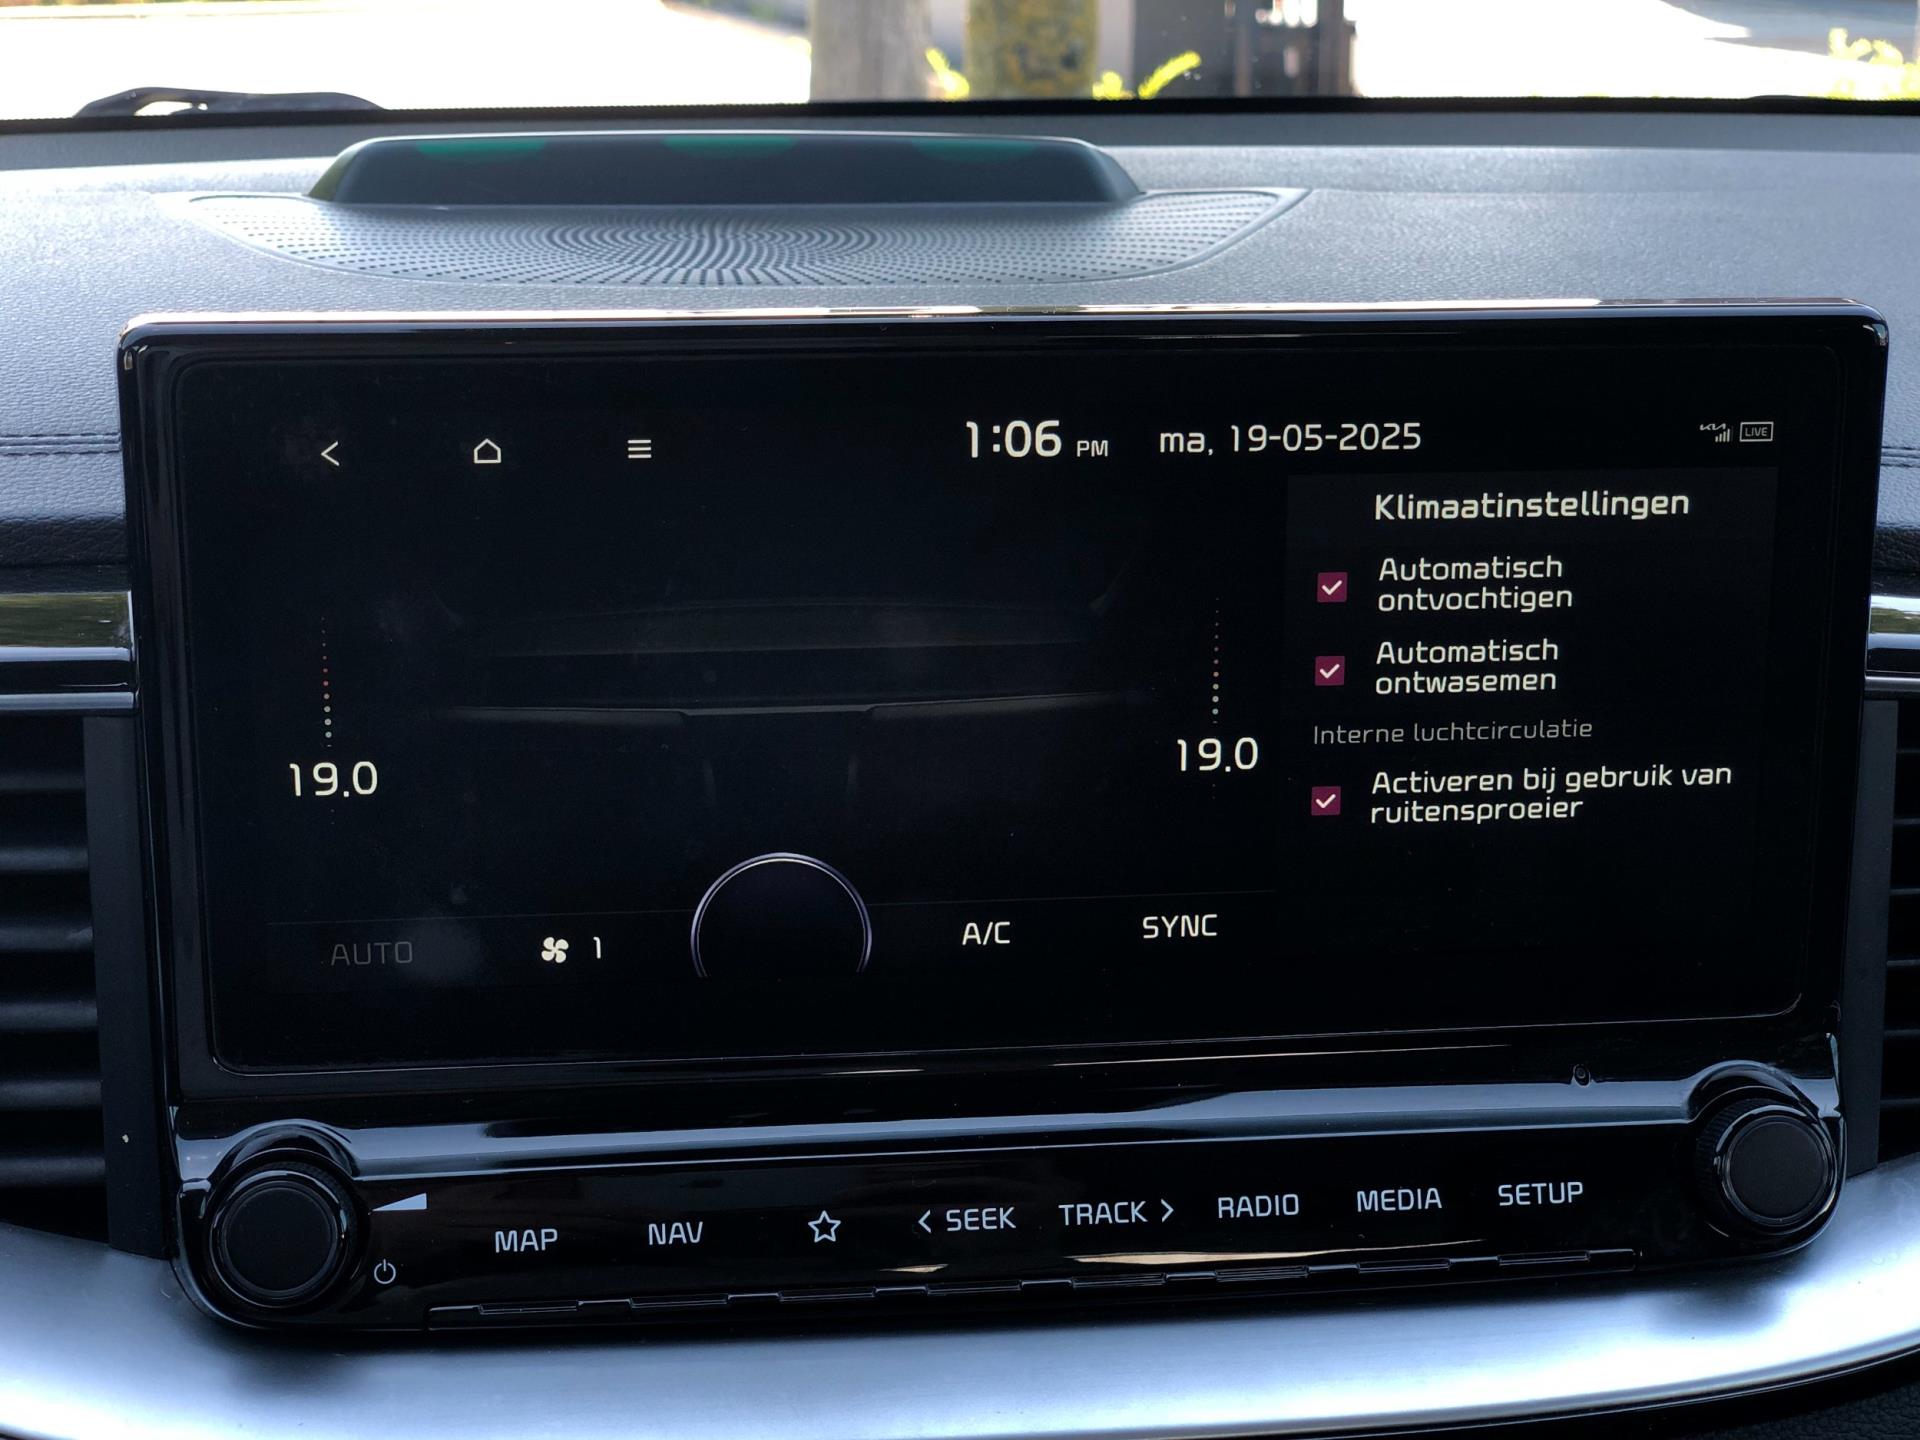 1:06 PM ma, 19-05-2025
KIA LIVE
Klimaatinstellingen
Automatisch
ontvochtigen
Automatisch
ontwasemen
Interne luchtcirculatie
Activeren bij gebruik van
ruitensproeier
19.0
19.0
AUTO 1 A/C SYNC
MAP NAV < SEEK TRACK > RADIO MEDIA SETUP